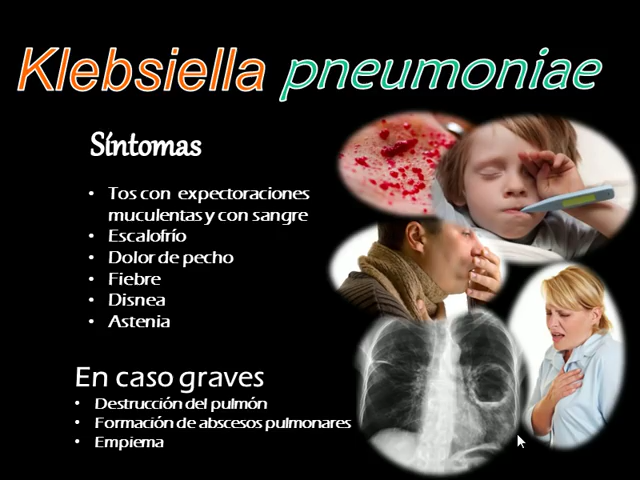 Klebsiella pneumoniae
Síntomas
• Tos con expectoraciones
muculentas y con sangre
• Escalofrío
• Dolor de pecho
• Fiebre
• Disnea
• Astenia
En caso graves
• Destrucción del pulmón
• Formación de abscesos pulmonares
• Empiema